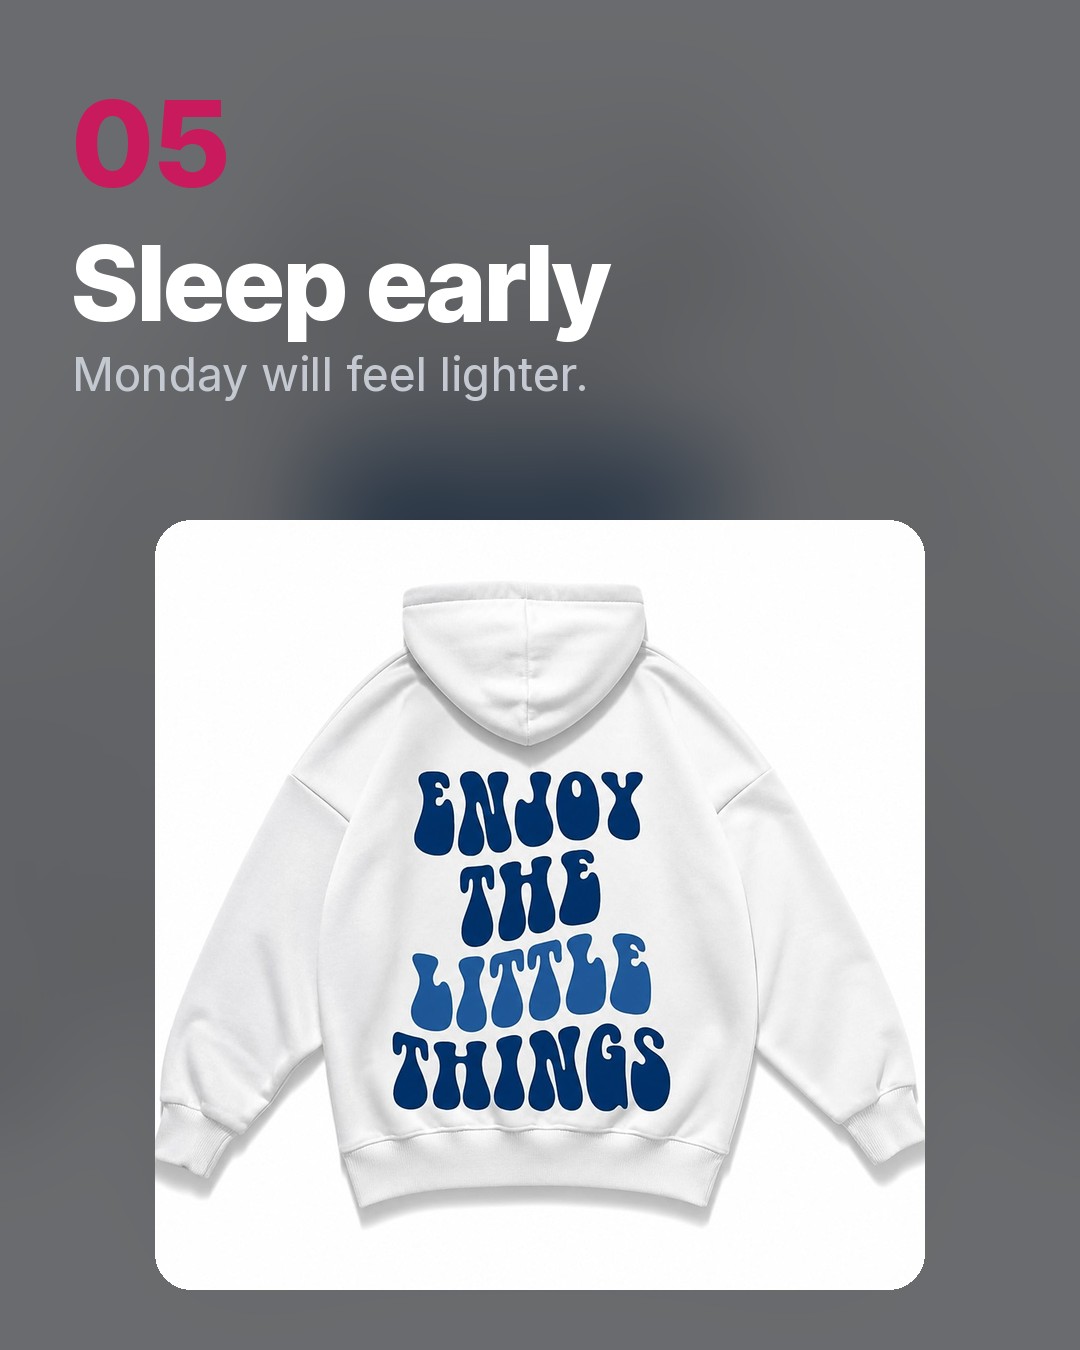 05
Sleep early
Monday will feel lighter.
ENJOY
THE
LITTLE
THINGS